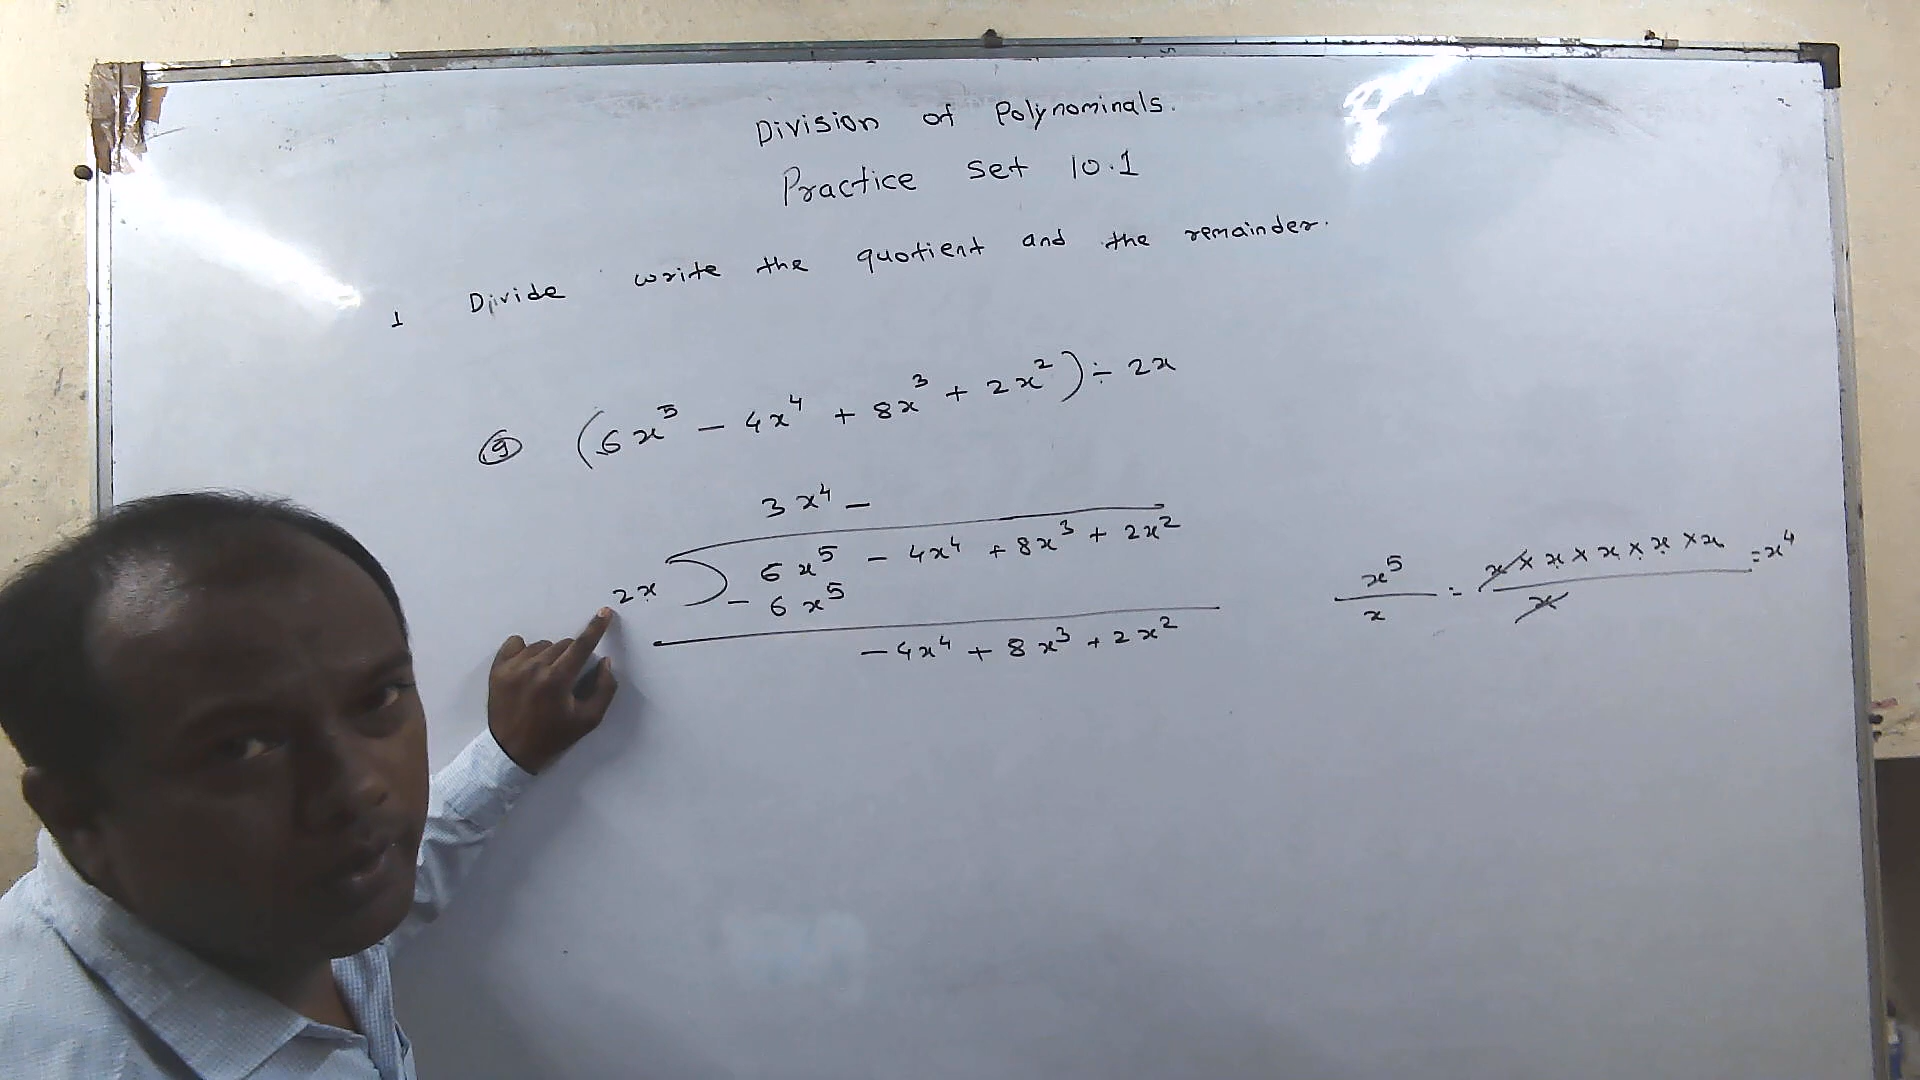 Division of Polynominals.
Practice set 10.1
1 Divide write the quotient and the remainder.
(9) (6x⁵ - 4x⁴ + 8x³ + 2x²) ÷ 2x
3x⁴ -
2x ) 6x⁵ - 4x⁴ + 8x³ + 2x²
- 6x⁵
- 4x⁴ + 8x³ + 2x²
x⁵/x = x × x × x × x × x / x = x⁴